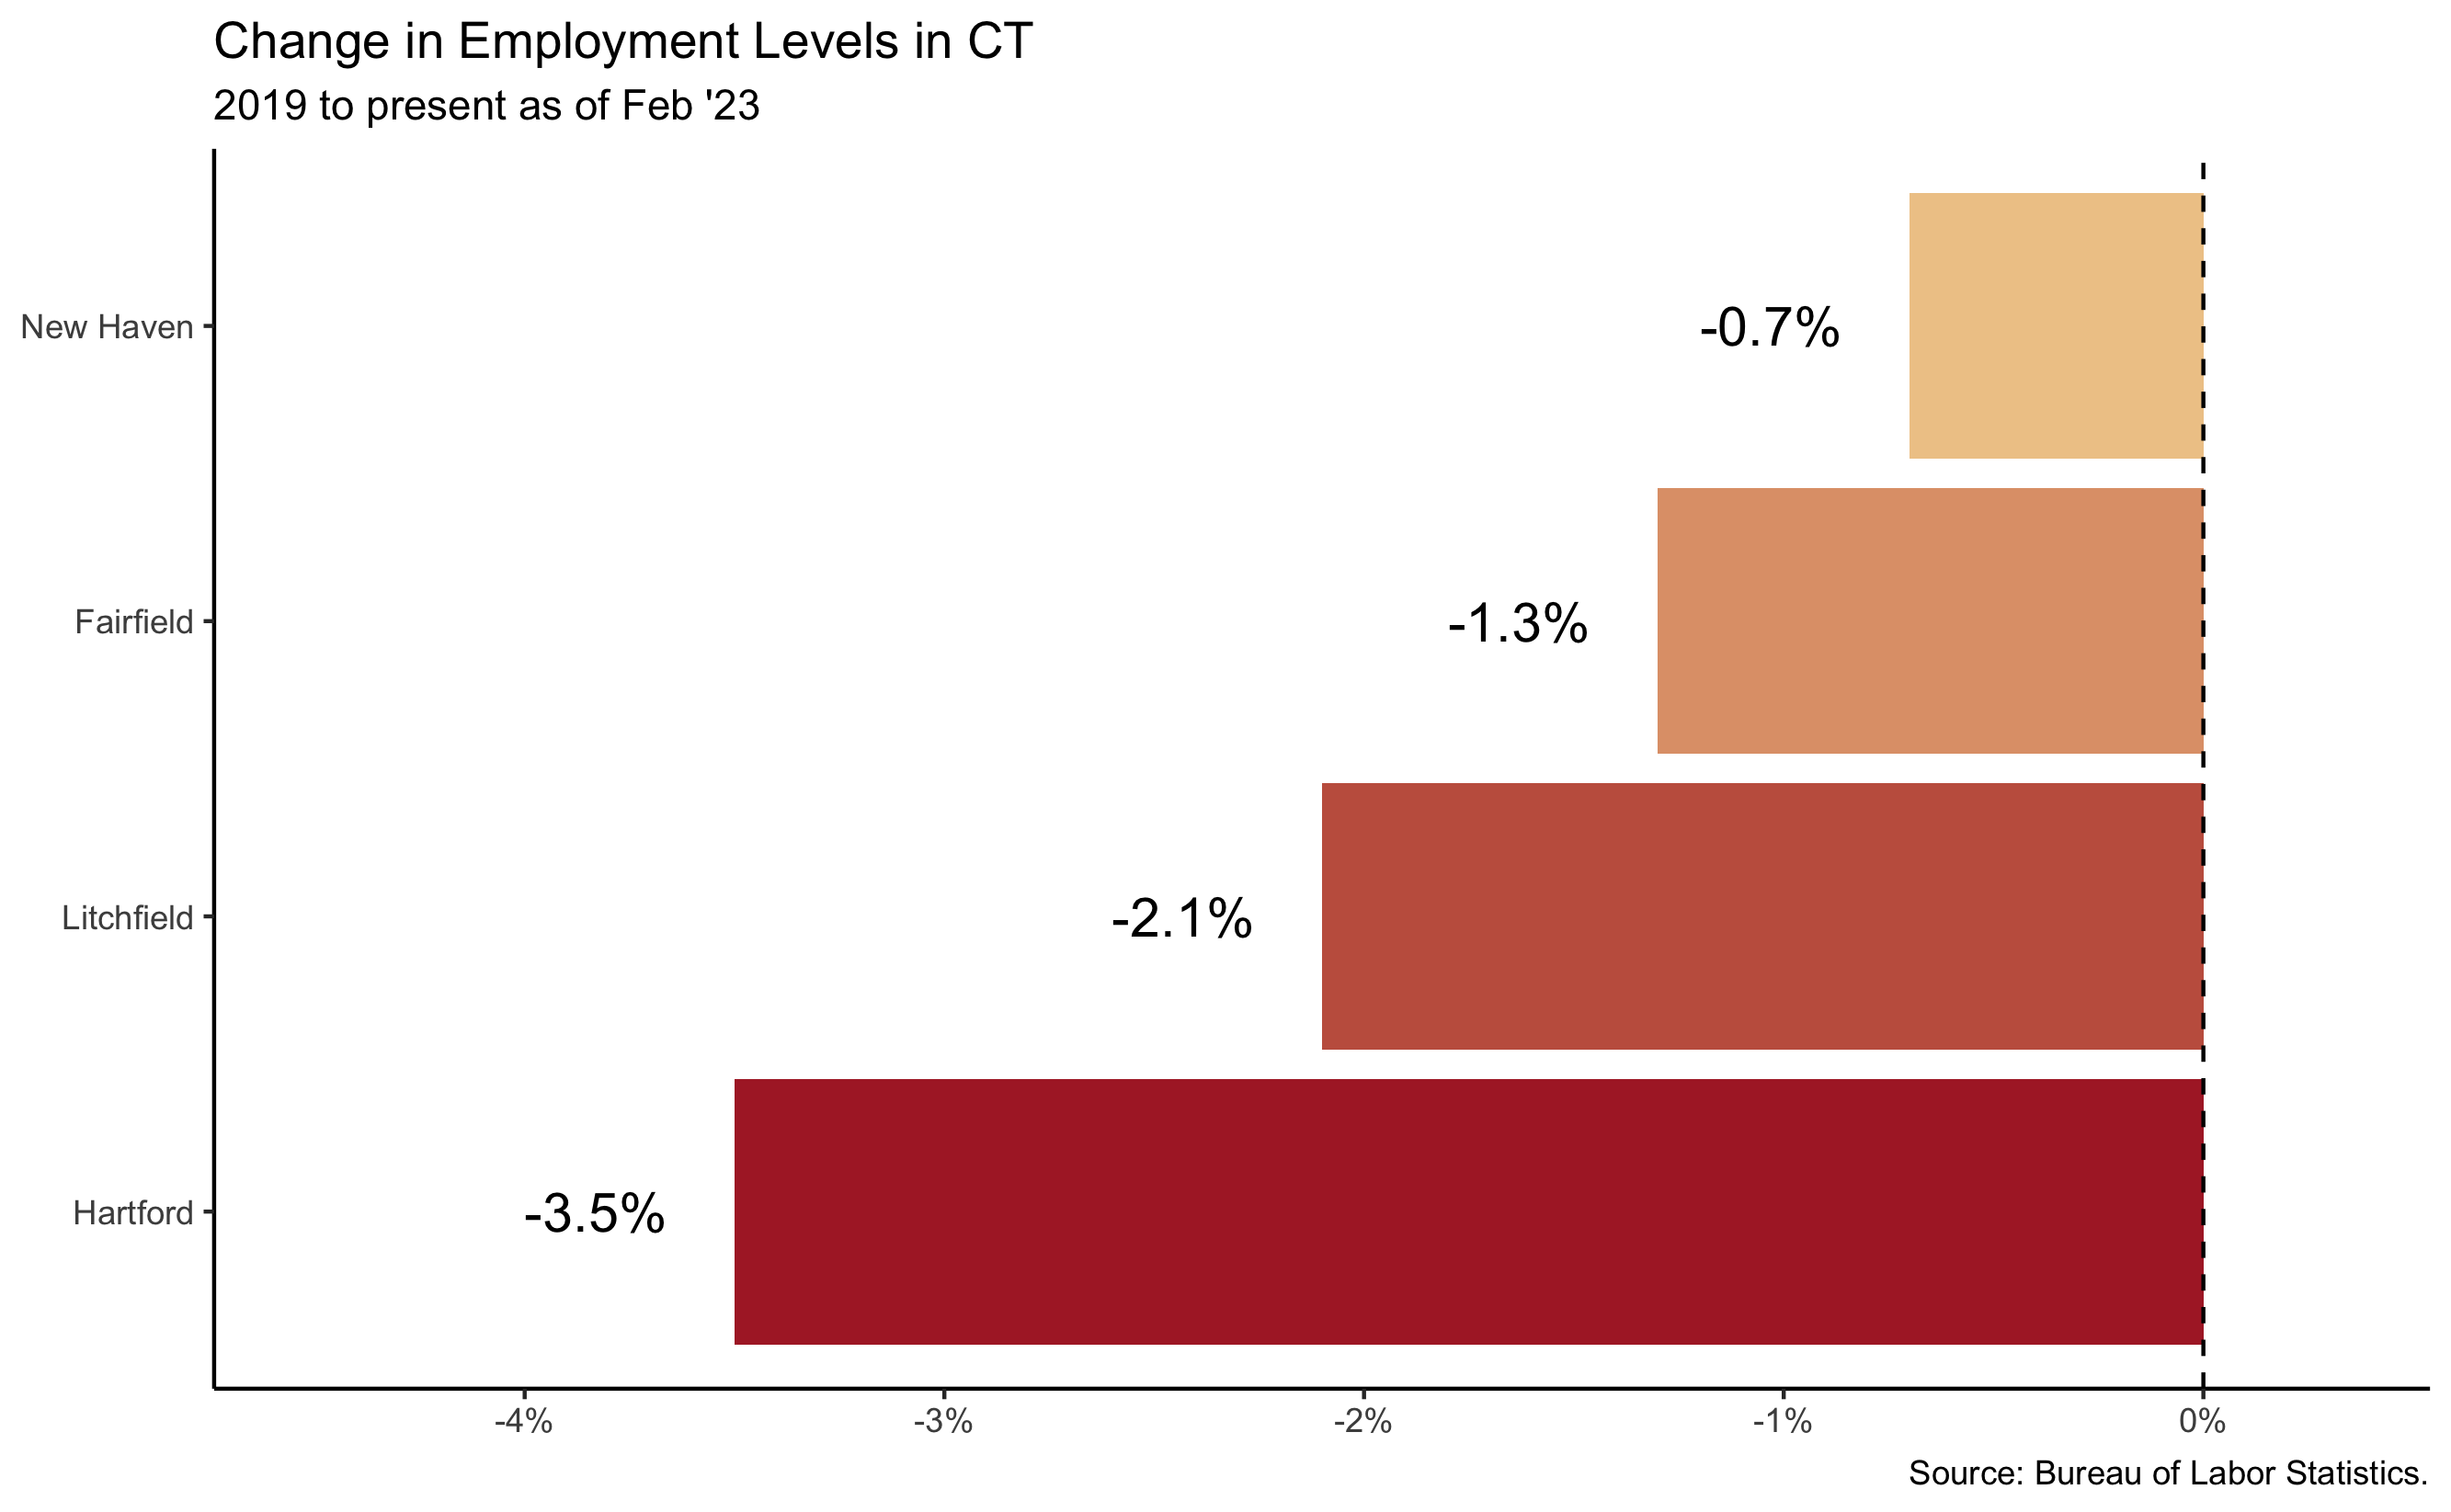 Change in Employment Levels in CT
2019 to present as of Feb '23
New Haven
-0.7%
Fairfield
-1.3%
Litchfield
-2.1%
Hartford
-3.5%
-4%
-3%
-2%
-1%
0%
Source: Bureau of Labor Statistics.